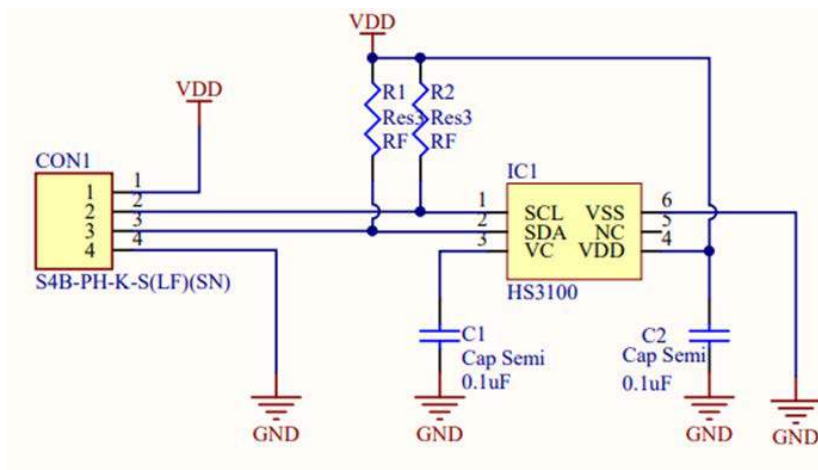 VDD
VDD
R1 R2
Res3 Res3
RF RF
CON1
1 1
2 2
3 3
4 4
S4B-PH-K-S(LF)(SN)
IC1
1 SCL VSS 6
2 SDA NC 5
3 VC VDD 4
HS3100
C1
Cap Semi
0.1uF
C2
Cap Semi
0.1uF
GND
GND
GND
GND